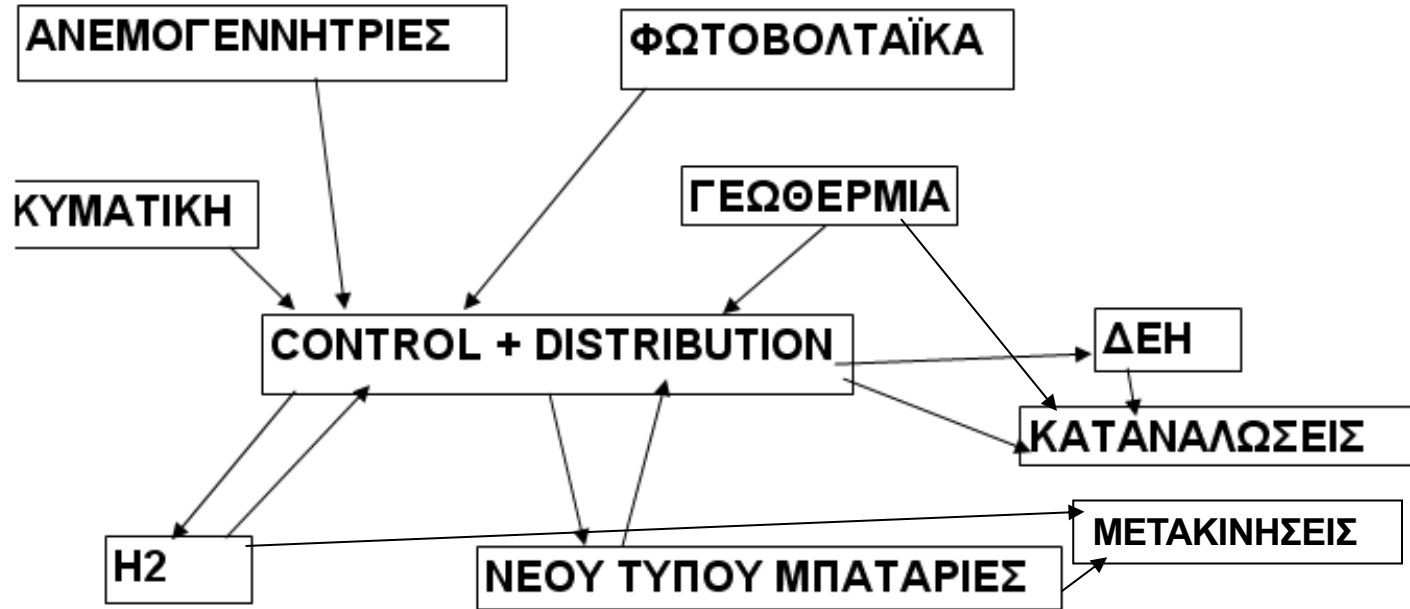 ΑΝΕΜΟΓΕΝΝΗΤΡΙΕΣ
ΦΩΤΟΒΟΛΤΑΪΚΑ
ΚΥΜΑΤΙΚΗ
ΓΕΩΘΕΡΜΙΑ
CONTROL + DISTRIBUTION
ΔΕΗ
ΚΑΤΑΝΑΛΩΣΕΙΣ
H2
ΝΕΟΥ ΤΥΠΟΥ ΜΠΑΤΑΡΙΕΣ
ΜΕΤΑΚΙΝΗΣΕΙΣ